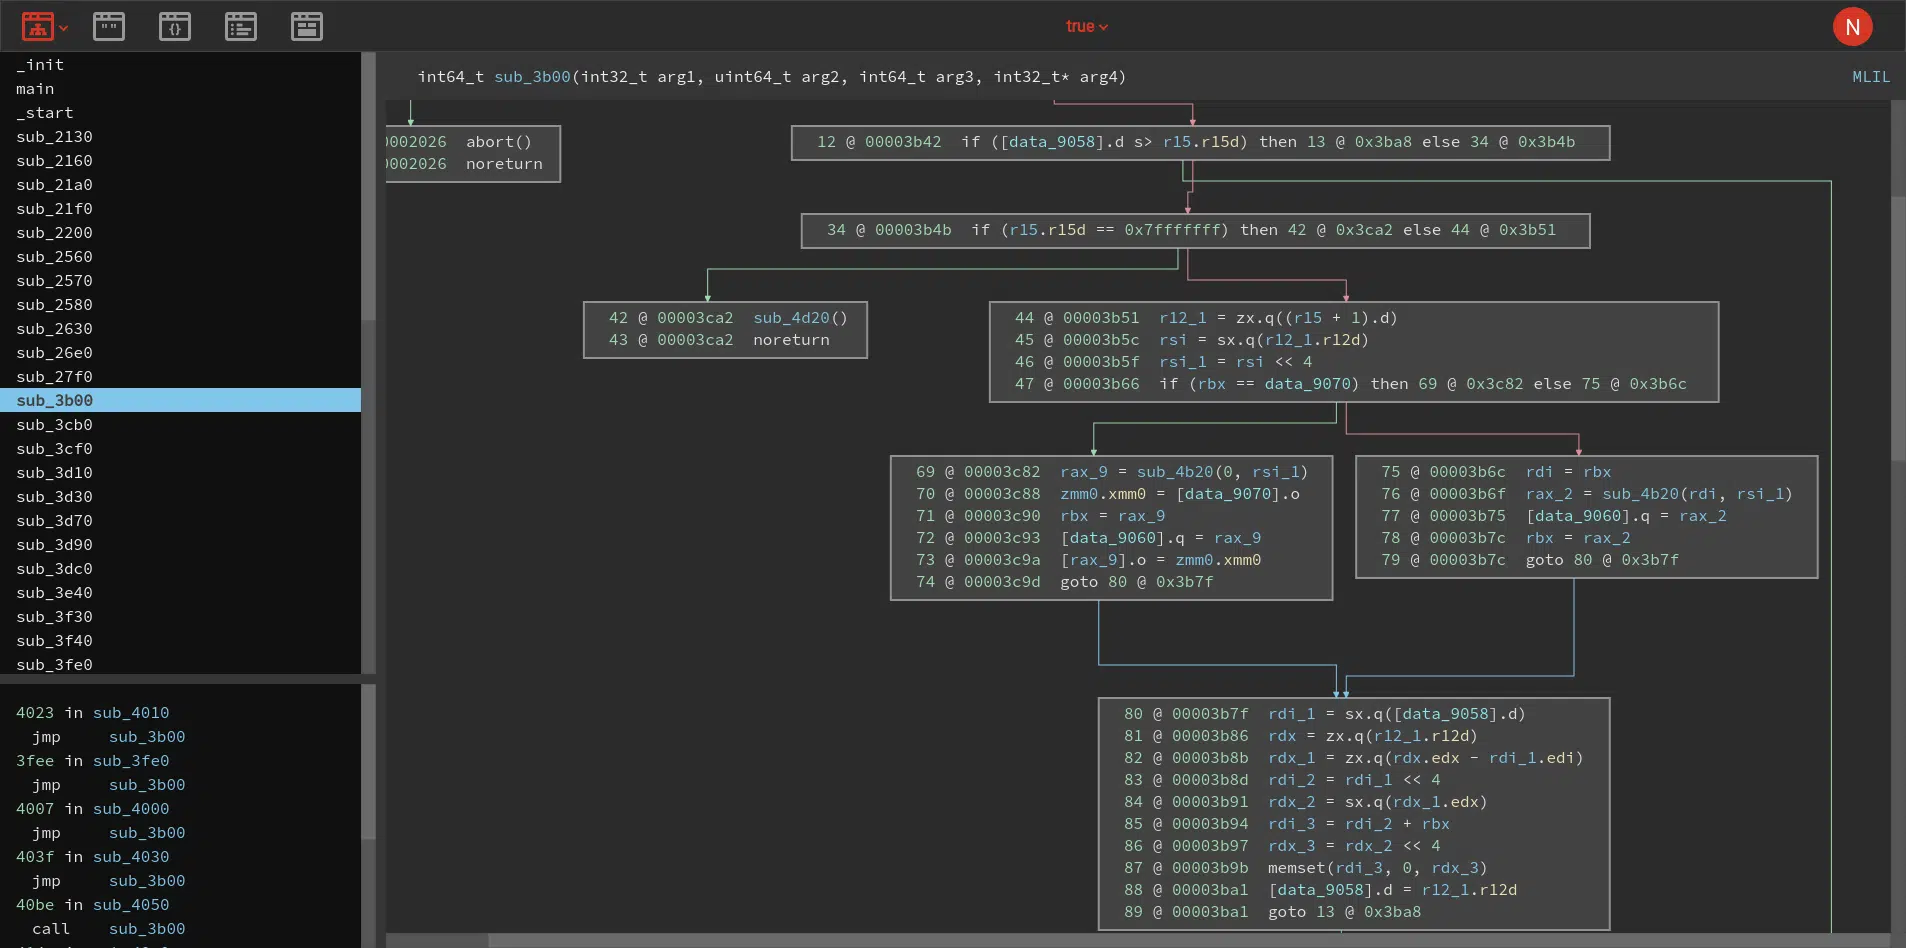 true
N
_init
main
_start
sub_2130
sub_2160
sub_21a0
sub_21f0
sub_2200
sub_2560
sub_2570
sub_2580
sub_2630
sub_26e0
sub_27f0
sub_3b00
sub_3cb0
sub_3cf0
sub_3d10
sub_3d30
sub_3d70
sub_3d90
sub_3dc0
sub_3e40
sub_3f30
sub_3f40
sub_3fe0
4023 in sub_4010
jmp sub_3b00
3fee in sub_3fe0
jmp sub_3b00
4007 in sub_4000
jmp sub_3b00
403f in sub_4030
jmp sub_3b00
40be in sub_4050
call sub_3b00
int64_t sub_3b00(int32_t arg1, uint64_t arg2, int64_t arg3, int32_t* arg4)
MLIL
0002026 abort()
0002026 noreturn
12 @ 00003b42 if ([data_9058].d s> r15.r15d) then 13 @ 0x3ba8 else 34 @ 0x3b4b
34 @ 00003b4b if (r15.r15d == 0x7fffffff) then 42 @ 0x3ca2 else 44 @ 0x3b51
42 @ 00003ca2 sub_4d20()
43 @ 00003ca2 noreturn
44 @ 00003b51 r12_1 = zx.q((r15 + 1).d)
45 @ 00003b5c rsi = sx.q(r12_1.r12d)
46 @ 00003b5f rsi_1 = rsi << 4
47 @ 00003b66 if (rbx == data_9070) then 69 @ 0x3c82 else 75 @ 0x3b6c
69 @ 00003c82 rax_9 = sub_4b20(0, rsi_1)
70 @ 00003c88 zmm0.xmm0 = [data_9070].o
71 @ 00003c90 rbx = rax_9
72 @ 00003c93 [data_9060].q = rax_9
73 @ 00003c9a [rax_9].o = zmm0.xmm0
74 @ 00003c9d goto 80 @ 0x3b7f
75 @ 00003b6c rdi = rbx
76 @ 00003b6f rax_2 = sub_4b20(rdi, rsi_1)
77 @ 00003b75 [data_9060].q = rax_2
78 @ 00003b7c rbx = rax_2
79 @ 00003b7c goto 80 @ 0x3b7f
80 @ 00003b7f rdi_1 = sx.q([data_9058].d)
81 @ 00003b86 rdx = zx.q(r12_1.r12d)
82 @ 00003b8b rdx_1 = zx.q(rdx.edx - rdi_1.edi)
83 @ 00003b8d rdi_2 = rdi_1 << 4
84 @ 00003b91 rdx_2 = sx.q(rdx_1.edx)
85 @ 00003b94 rdi_3 = rdi_2 + rbx
86 @ 00003b97 rdx_3 = rdx_2 << 4
87 @ 00003b9b memset(rdi_3, 0, rdx_3)
88 @ 00003ba1 [data_9058].d = r12_1.r12d
89 @ 00003ba1 goto 13 @ 0x3ba8